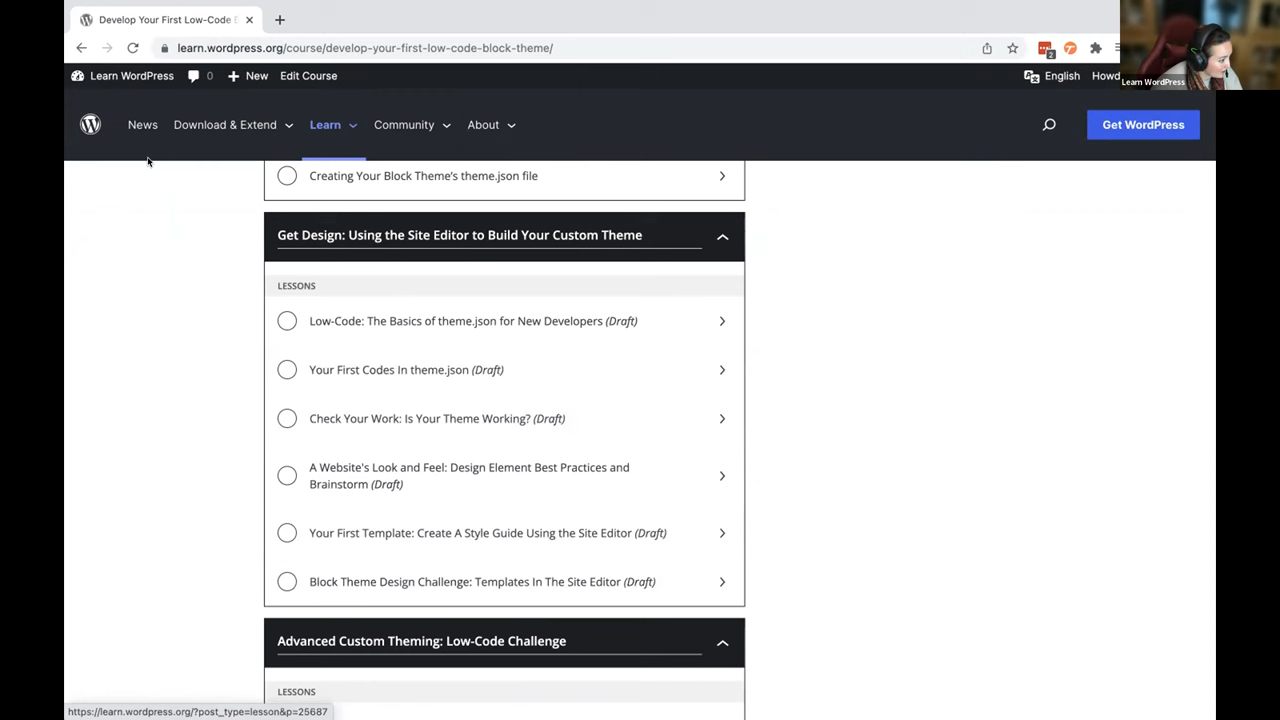 Develop Your First Low-Code
learn.wordpress.org/course/develop-your-first-low-code-block-theme/
2
Learn WordPress
0
New
Edit Course
English
Howd
Learn WordPress
News
Download & Extend
Learn
Community
About
Get WordPress
Creating Your Block Theme's theme.json file
Get Design: Using the Site Editor to Build Your Custom Theme
LESSONS
Low-Code: The Basics of theme.json for New Developers (Draft)
Your First Codes In theme.json (Draft)
Check Your Work: Is Your Theme Working? (Draft)
A Website's Look and Feel: Design Element Best Practices and
Brainstorm (Draft)
Your First Template: Create A Style Guide Using the Site Editor (Draft)
Block Theme Design Challenge: Templates In The Site Editor (Draft)
Advanced Custom Theming: Low-Code Challenge
LESSONS
https://learn.wordpress.org/?post_type=lesson&p=25687